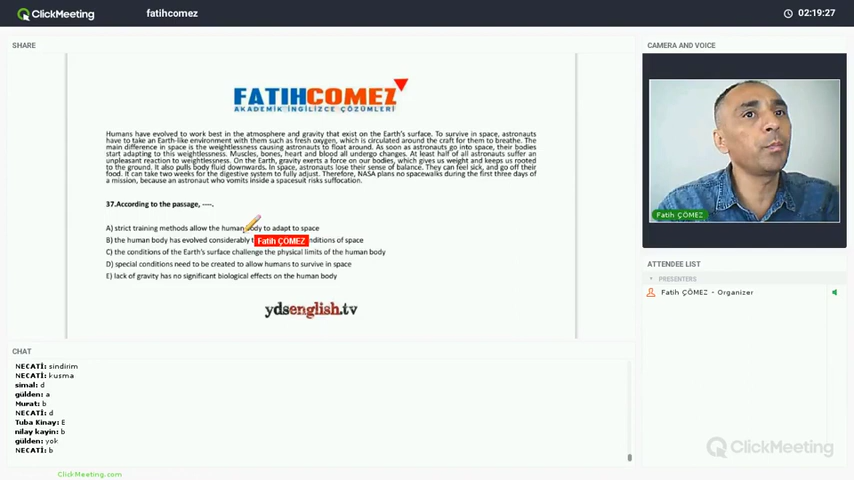 ClickMeeting
fatihcomez
02:19:27
SHARE
CAMERA AND VOICE
FATIHCOMEZ
AKADEMİK İNGİLİZCE ÇÖZÜMLERİ
Humans have evolved to work best in the atmosphere and gravity that exist on the Earth's surface. To survive in space, astronauts
have to take an Earth-like environment with them such as fresh oxygen, which is circulated around the craft for them to breathe. The
main difference in space is the weightlessness causing astronauts to float around. As soon as astronauts go into space, their bodies
start adapting to this weightlessness. Muscles, bones, heart and blood all undergo changes. At least half of all astronauts suffer an
unpleasant reaction to weightlessness. On the Earth, gravity exerts a force on our bodies, which gives us weight and keeps us rooted
to the ground. It also pulls body fluid downwards. In space, astronauts lose their sense of balance. They can feel sick, and go off their
food. It can take two weeks for the digestive system to fully adjust. Therefore, NASA plans no spacewalks during the first three days of
a mission, because an astronaut who vomits inside a spacesuit risks suffocation.
37.According to the passage, ----.
A) strict training methods allow the human body to adapt to space
B) the human body has evolved considerably t Fatih ÇÖMEZ nditions of space
C) the conditions of the Earth's surface challenge the physical limits of the human body
D) special conditions need to be created to allow humans to survive in space
E) lack of gravity has no significant biological effects on the human body
ydsenglish.tv
Fatih ÇÖMEZ
ATTENDEE LIST
PRESENTERS
Fatih ÇÖMEZ - Organizer
CHAT
NECATİ: sindirim
NECATİ: kusma
simal: d
gülden: a
Murat: b
NECATİ: d
Tuba Kinay: E
nilay kayin: b
gülden: yok
NECATİ: b
ClickMeeting
ClickMeeting.com